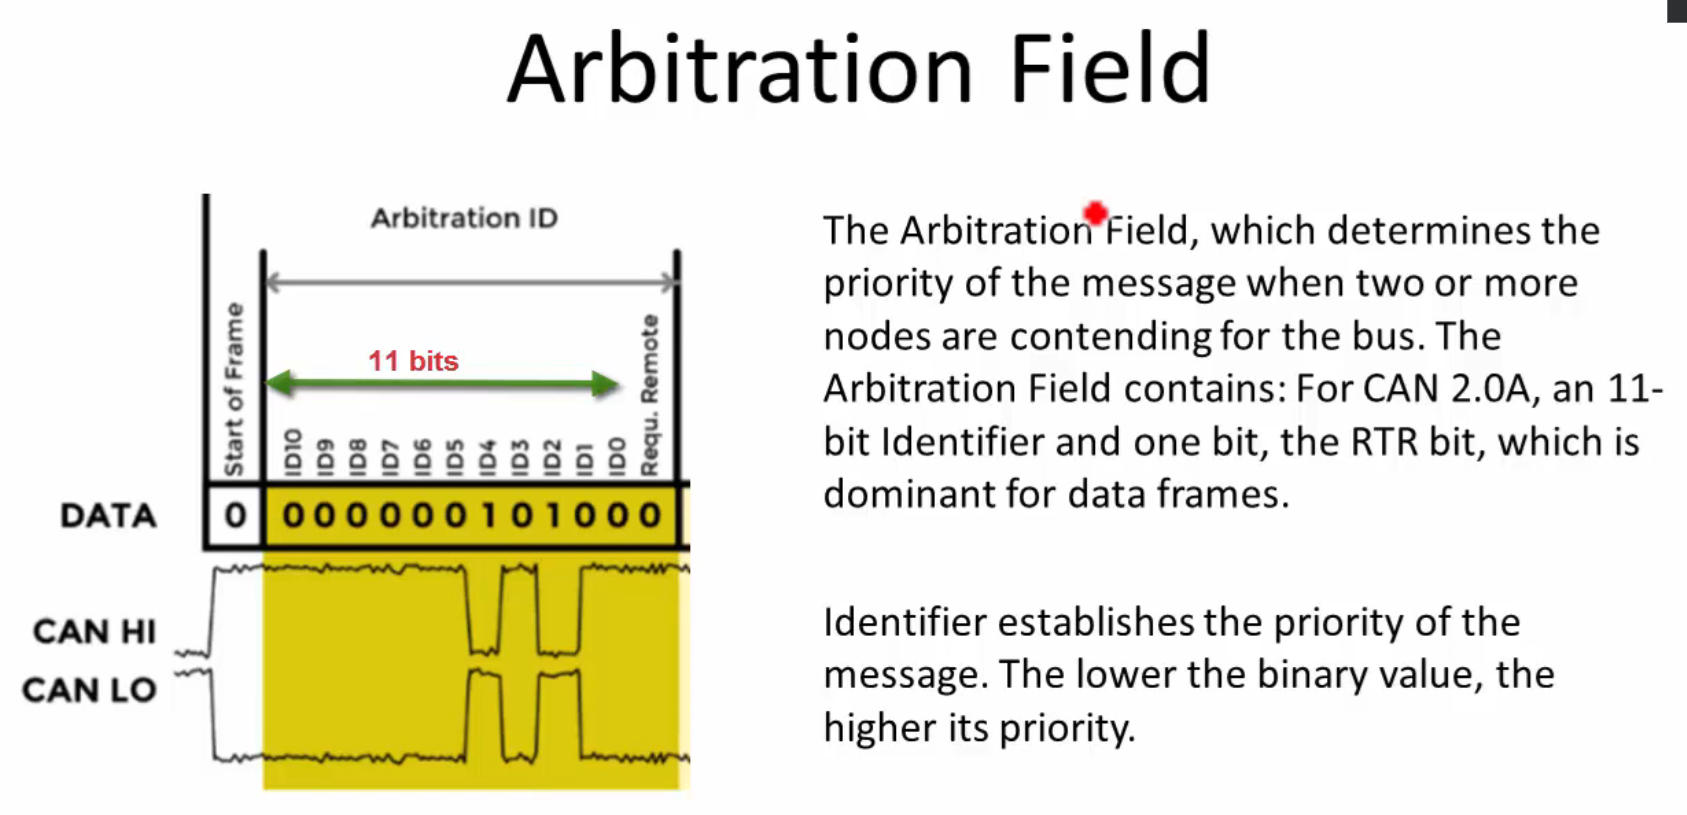 Arbitration Field
Arbitration ID
11 bits
Start of Frame
ID10
ID9
ID8
ID7
ID6
ID5
ID4
ID3
ID2
ID1
ID0
Requ. Remote
DATA 0 0 0 0 0 0 0 1 0 1 0 0 0
CAN HI
CAN LO
The Arbitration Field, which determines the
priority of the message when two or more
nodes are contending for the bus. The
Arbitration Field contains: For CAN 2.0A, an 11-
bit Identifier and one bit, the RTR bit, which is
dominant for data frames.
Identifier establishes the priority of the
message. The lower the binary value, the
higher its priority.